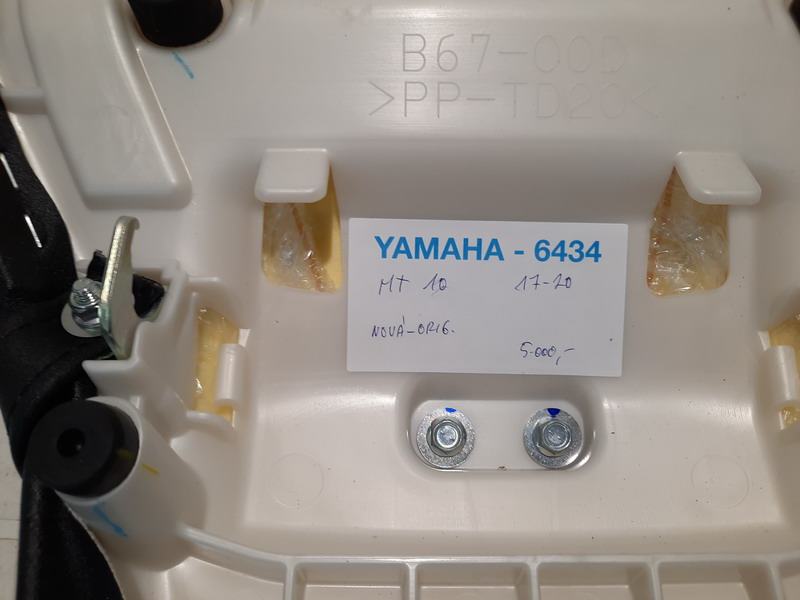 B67-00D
>PP-TD20<
YAMAHA - 6434
MT 10 17-20
NOVÁ-ORIG.
5.000,-